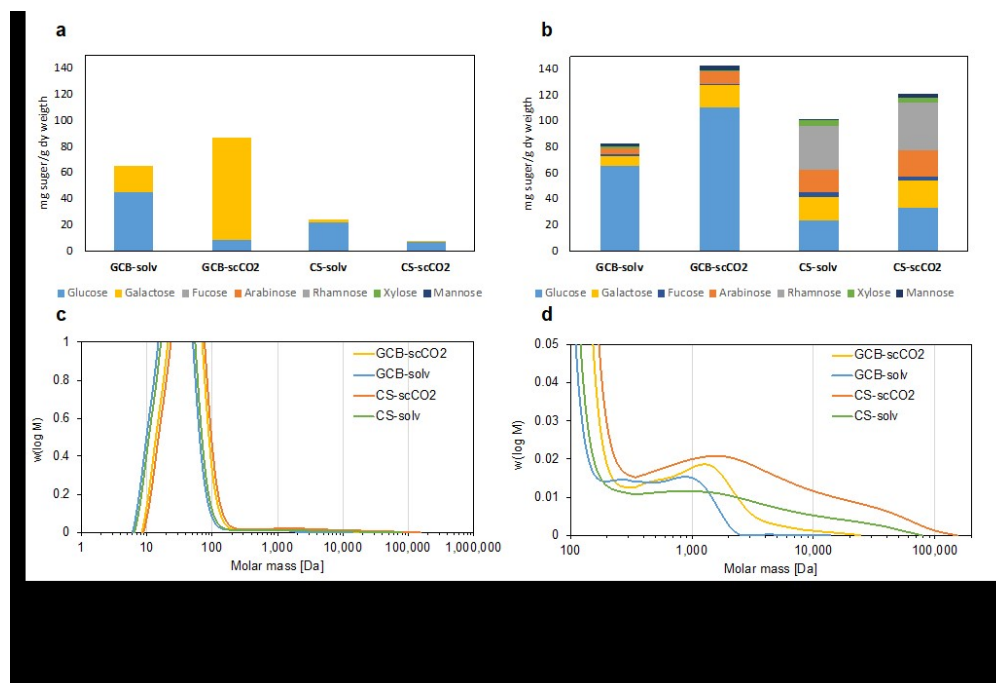 a
140
120
100
80
60
40
20
0
mg suger/g dy weigth
GCB-solv GCB-scCO2 CS-solv CS-scCO2
Glucose Galactose Fucose Arabinose Rhamnose Xylose Mannose
b
140
120
100
80
60
40
20
0
mg suger/g dy weigth
GCB-solv GCB-scCO2 CS-solv CS-scCO2
Glucose Galactose Fucose Arabinose Rhamnose Xylose Mannose
c
1
0.8
0.6
0.4
0.2
0
w(log M)
GCB-scCO2
GCB-solv
CS-scCO2
CS-solv
1 10 100 1,000 10,000 100,000 1,000,000
Molar mass [Da]
d
0.05
0.04
0.03
0.02
0.01
0
w(log M)
GCB-scCO2
GCB-solv
CS-scCO2
CS-solv
100 1,000 10,000 100,000
Molar mass [Da]